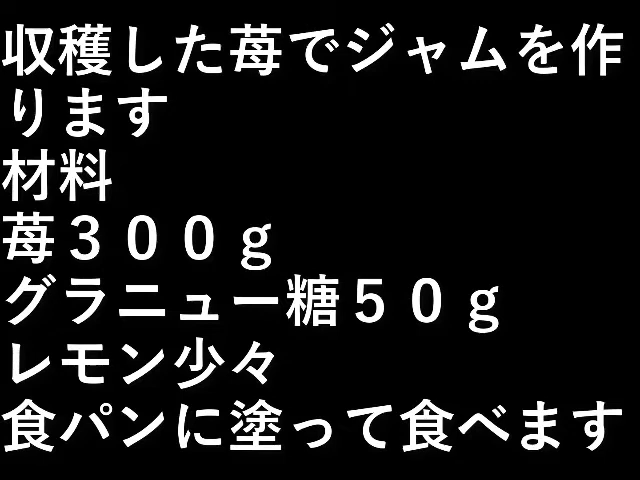 収穫した苺でジャムを作
ります
材料
苺３００ｇ
グラニュー糖５０ｇ
レモン少々
食パンに塗って食べます